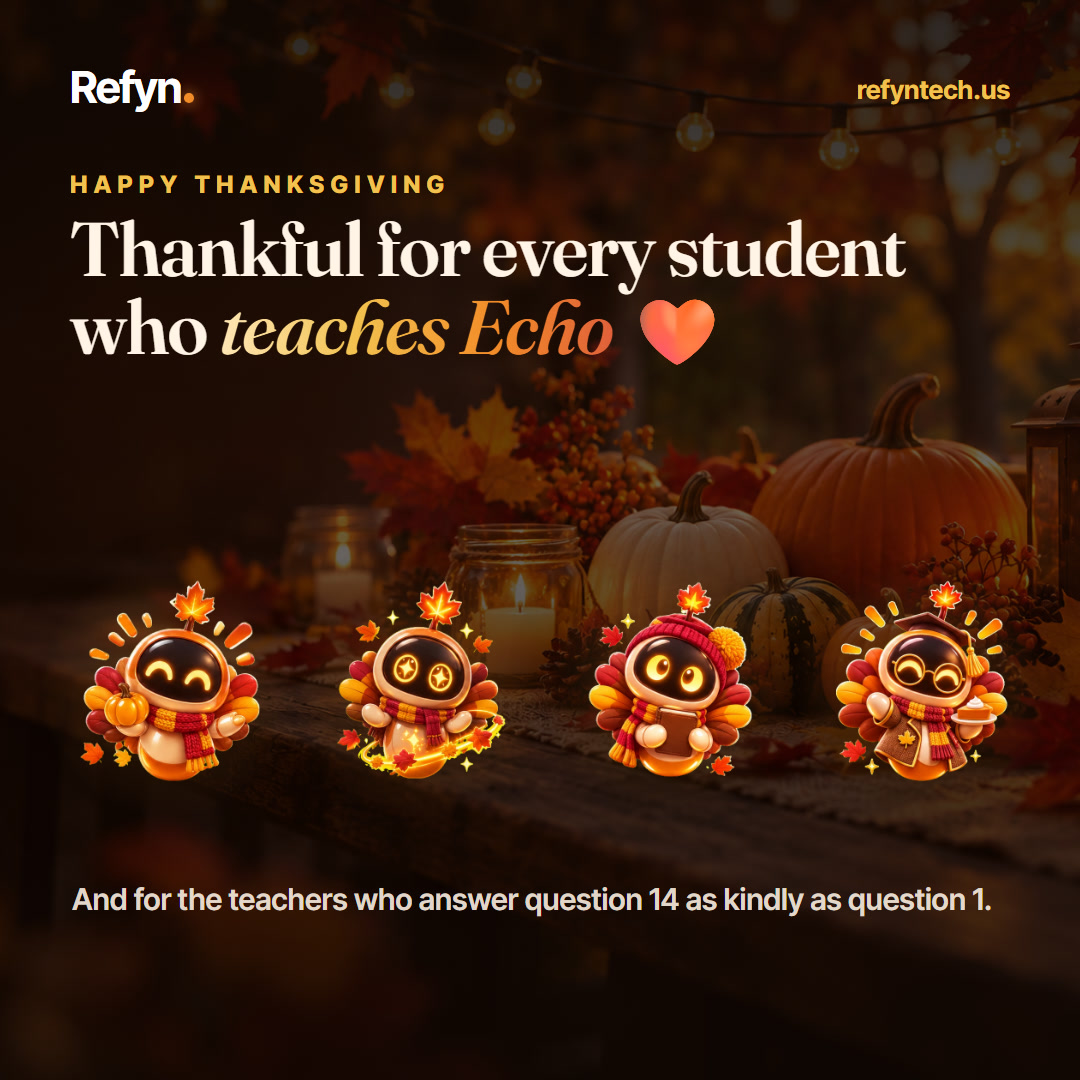 Refyn.
refyntech.us
HAPPY THANKSGIVING
Thankful for every student
who teaches Echo
And for the teachers who answer question 14 as kindly as question 1.